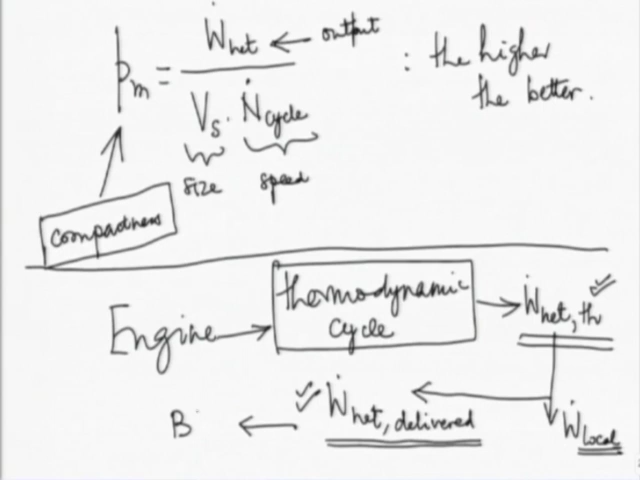 p_m = Ẇ_net / (V_s . Ṅ_cycle) ← output : the higher the better.
size speed
compactness
Engine → thermodynamic cycle → Ẇ_net, th
B ← Ẇ_net, delivered ← Ẇ_local